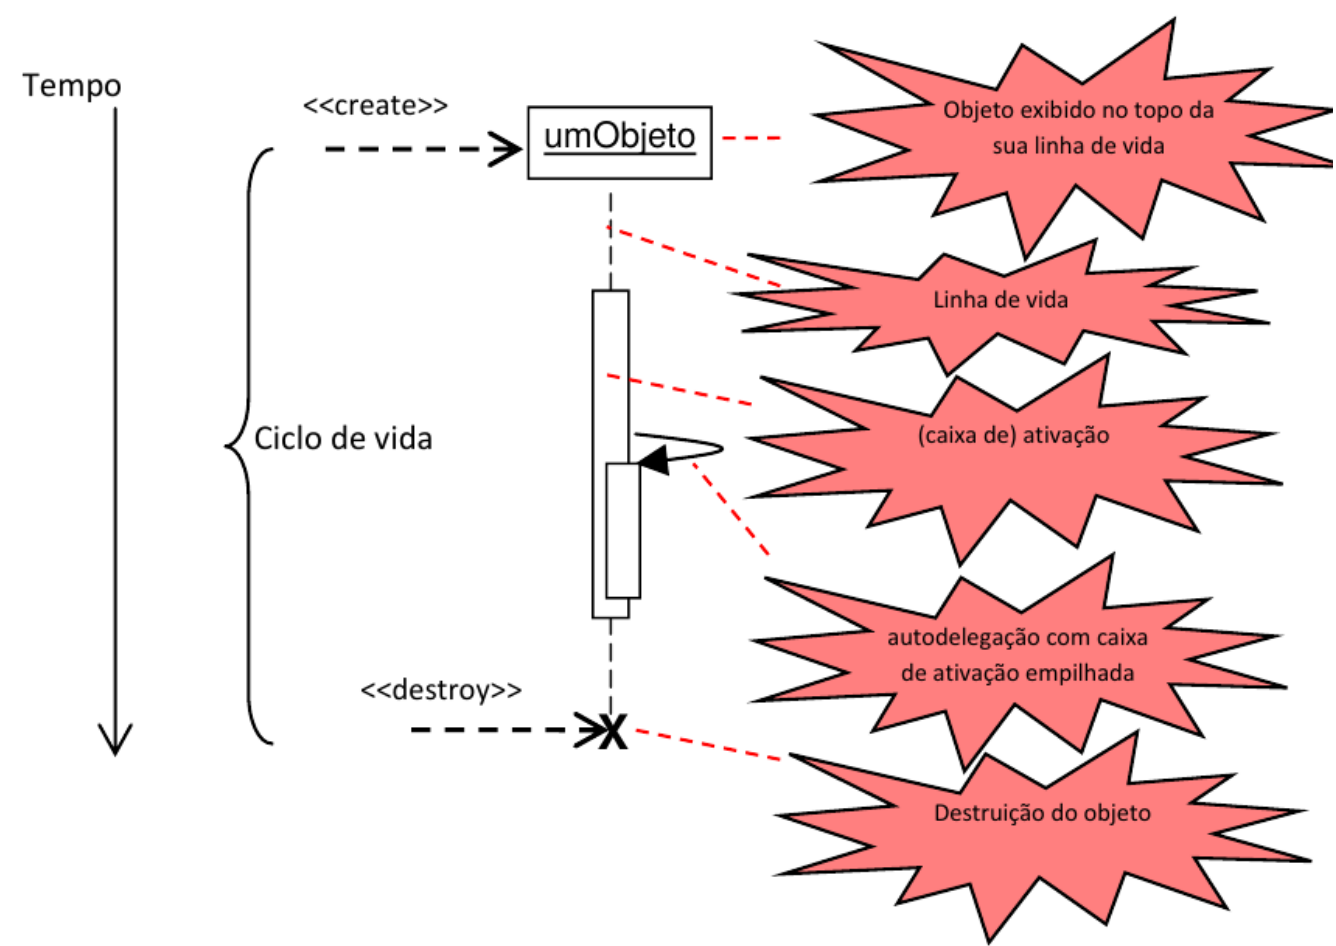 Tempo
<<create>>
umObjeto
Objeto exibido no topo da
sua linha de vida
Linha de vida
(caixa de) ativação
Ciclo de vida
autodelegação com caixa
de ativação empilhada
<<destroy>>
X
Destruição do objeto